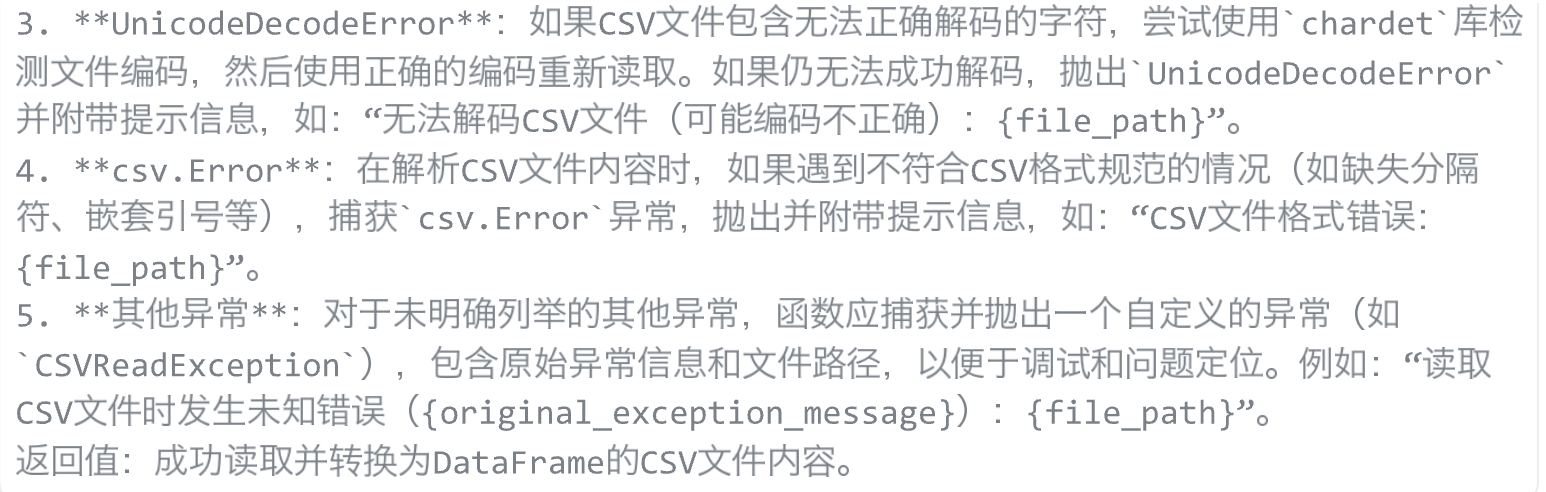 3. **UnicodeDecodeError**: 如果CSV文件包含无法正确解码的字符，尝试使用`chardet`库检
测文件编码，然后使用正确的编码重新读取。如果仍无法成功解码，抛出`UnicodeDecodeError`
并附带提示信息，如：“无法解码CSV文件（可能编码不正确）：{file_path}”。
4. **csv.Error**: 在解析CSV文件内容时，如果遇到不符合CSV格式规范的情况（如缺失分隔
符、嵌套引号等），捕获`csv.Error`异常，抛出并附带提示信息，如：“CSV文件格式错误：
{file_path}”。
5. **其他异常**: 对于未明确列举的其他异常，函数应捕获并抛出一个自定义的异常（如
`CSVReadException`），包含原始异常信息和文件路径，以便于调试和问题定位。例如：“读取
CSV文件时发生未知错误（{original_exception_message}）：{file_path}”。
返回值：成功读取并转换为DataFrame的CSV文件内容。